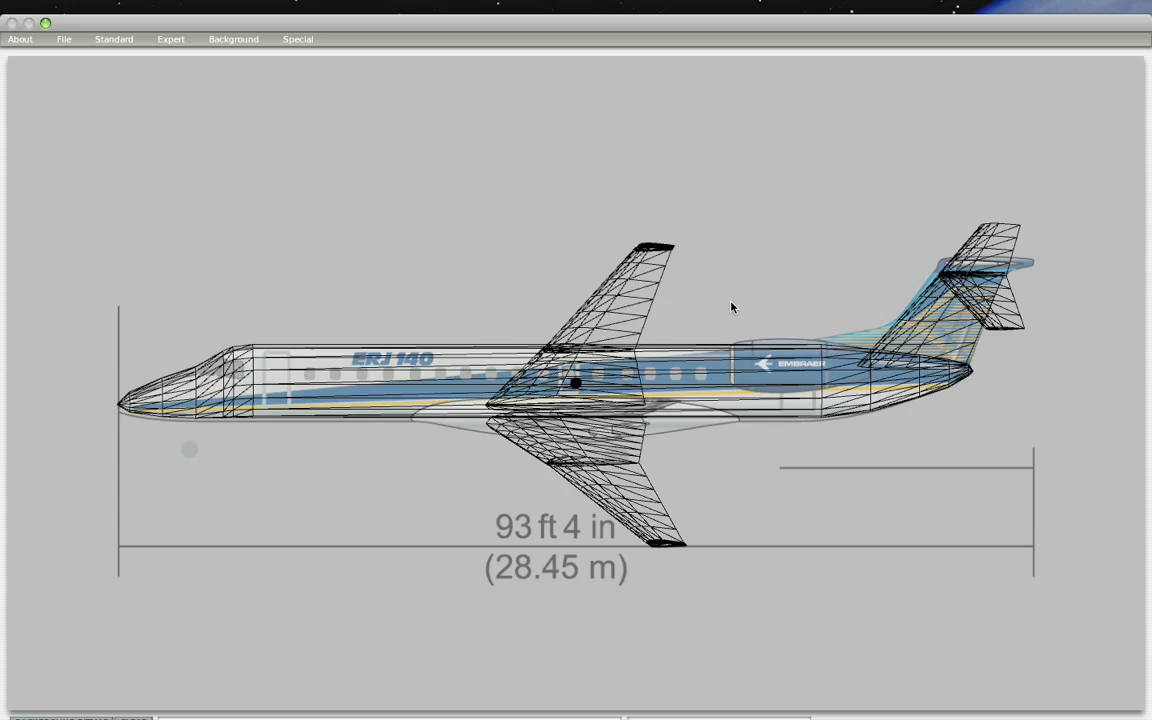 About File Standard Expert Background Special
ERJ 140
EMBRAER
93 ft 4 in
(28.45 m)